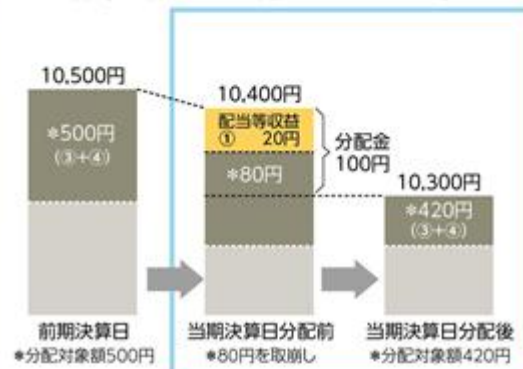 10,500円
*500円
(③+④)
前期決算日
*分配対象額500円
10,400円
配当等収益
① 20円
*80円
分配金
100円
当期決算日分配前
*80円を取崩し
10,300円
*420円
(③+④)
当期決算日分配後
*分配対象額420円